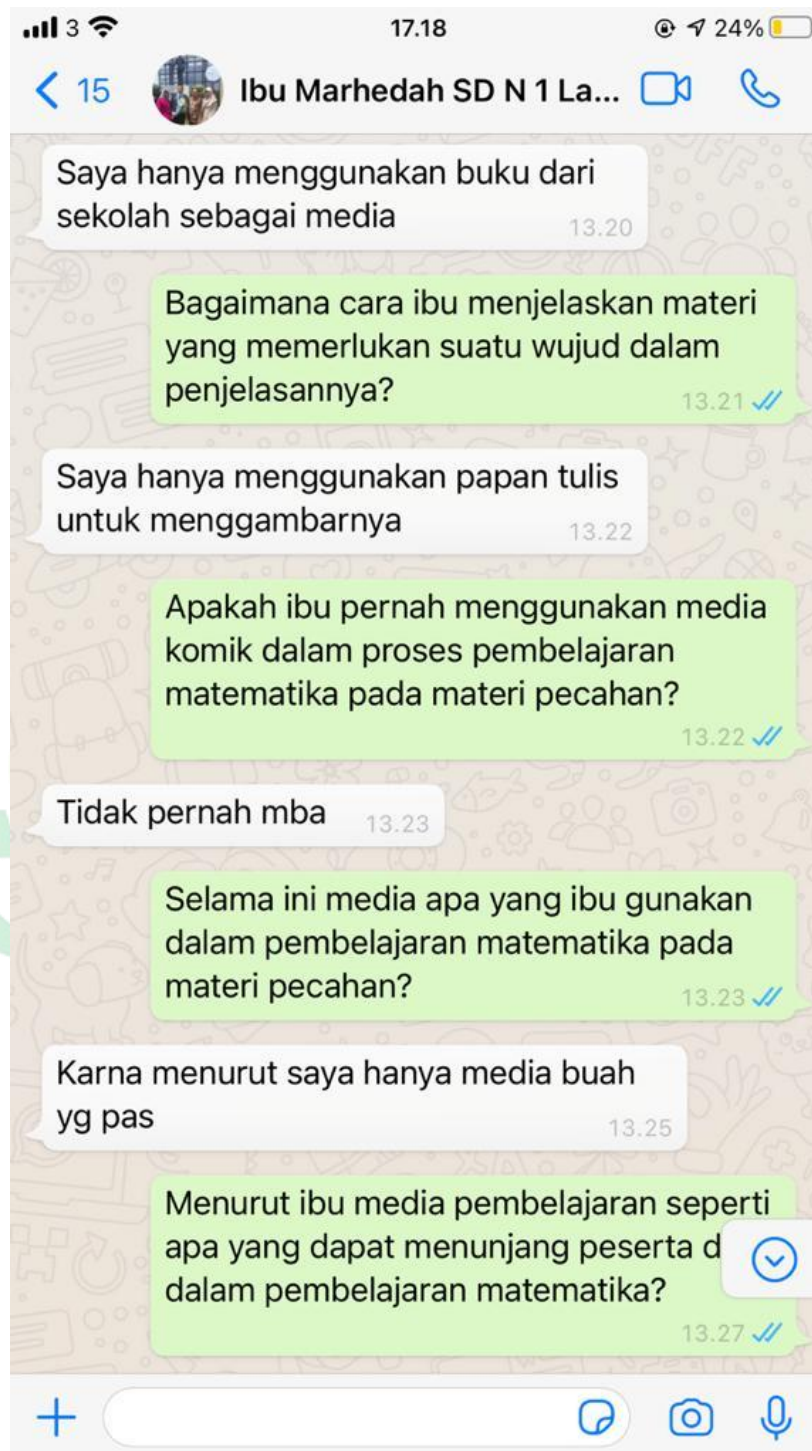 3 17.18 24%
15 Ibu Marhedah SD N 1 La...
Saya hanya menggunakan buku dari
sekolah sebagai media
13.20
Bagaimana cara ibu menjelaskan materi
yang memerlukan suatu wujud dalam
penjelasannya?
13.21
Saya hanya menggunakan papan tulis
untuk menggambarnya
13.22
Apakah ibu pernah menggunakan media
komik dalam proses pembelajaran
matematika pada materi pecahan?
13.22
Tidak pernah mba 13.23
Selama ini media apa yang ibu gunakan
dalam pembelajaran matematika pada
materi pecahan?
13.23
Karna menurut saya hanya media buah
yg pas
13.25
Menurut ibu media pembelajaran seperti
apa yang dapat menunjang peserta
dalam pembelajaran matematika?
13.27